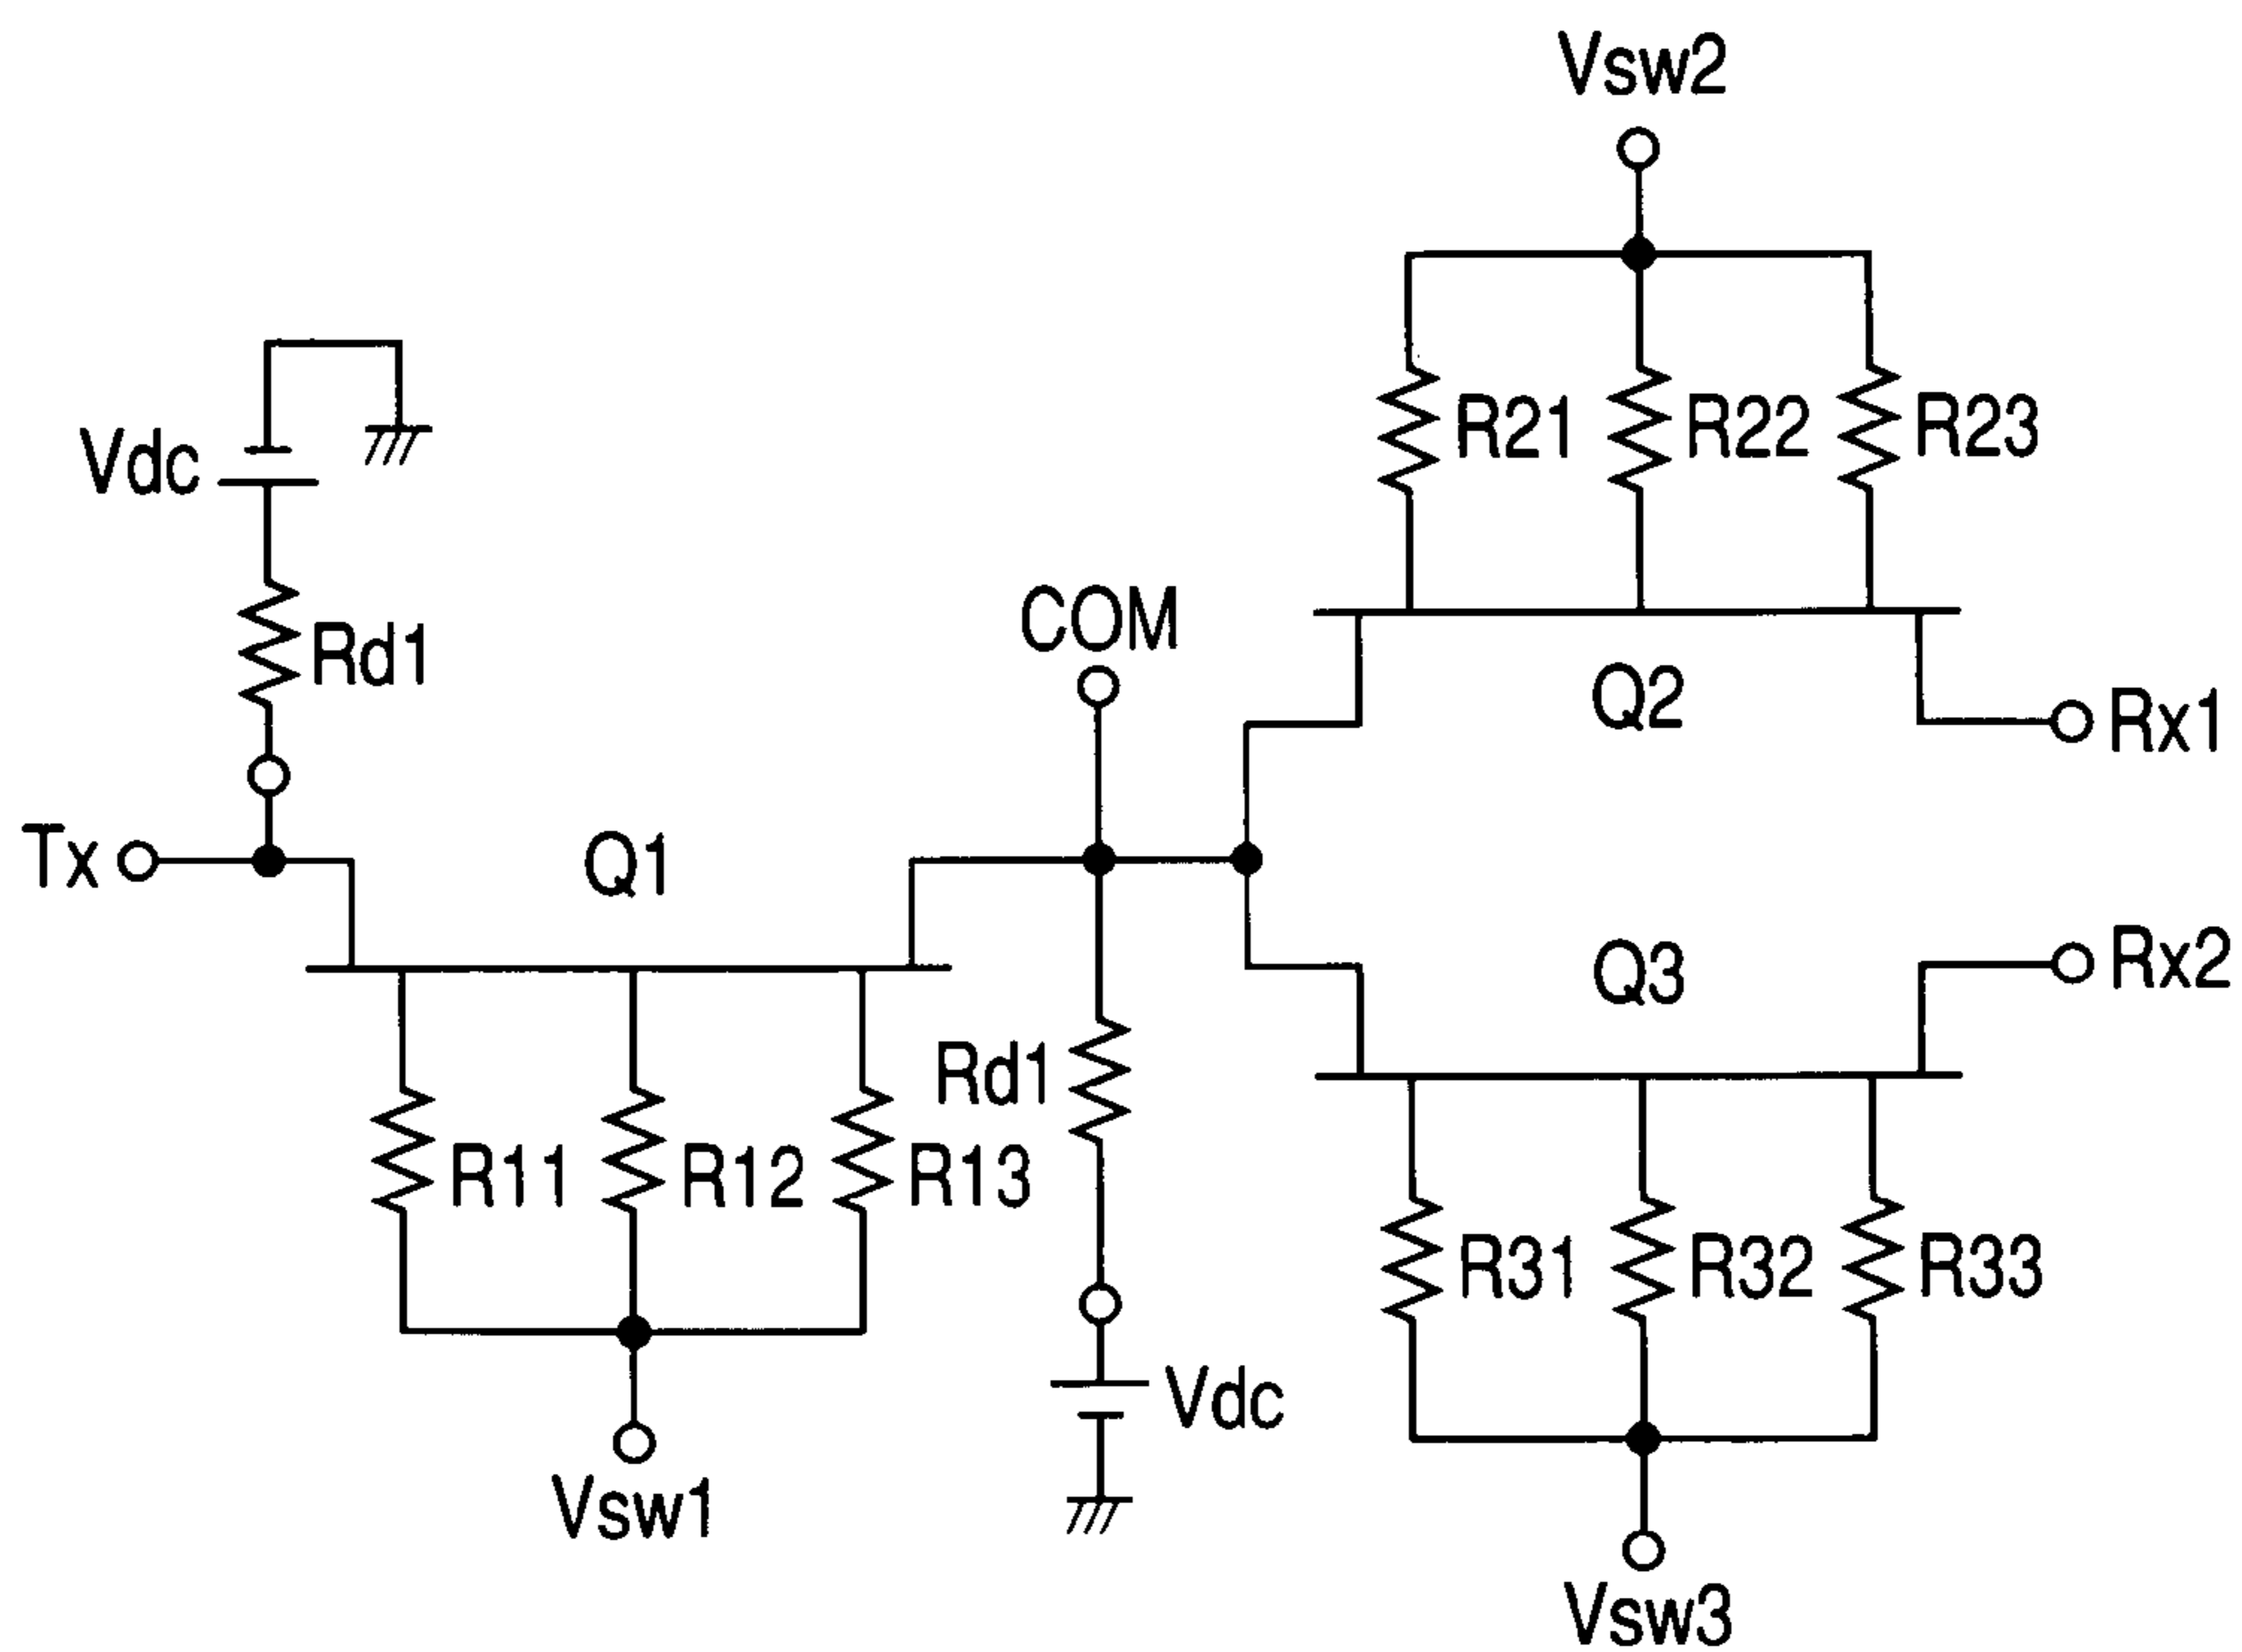 Vsw2
R21
R22
R23
Vdc
Rd1
COM
Q2
Rx1
Tx
Q1
Q3
Rx2
Rd1
R11
R12
R13
R31
R32
R33
Vdc
Vsw1
Vsw3